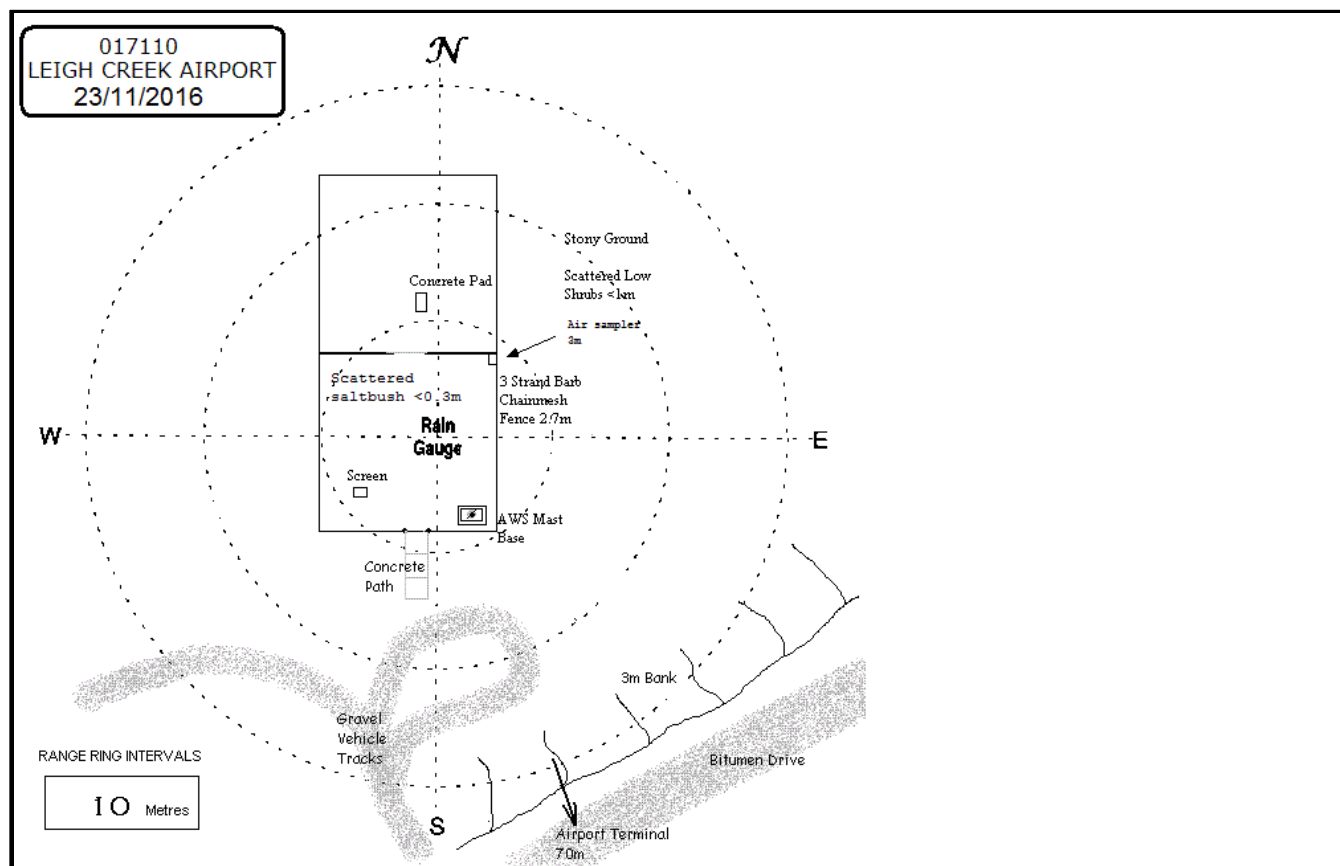 017110
LEIGH CREEK AIRPORT
23/11/2016
N
Stony Ground
Concrete Pad
Scattered Low
Shrubs <1m
Air sampler
3m
Scattered
saltbush <0.3m
3 Strand Barb
Chainmesh
Fence 2.7m
Rain
Gauge
W
E
Screen
AWS Mast
Base
Concrete
Path
3m Bank
Gravel
Vehicle
Tracks
Bitumen Drive
RANGE RING INTERVALS
10 Metres
S
Airport Terminal
70m